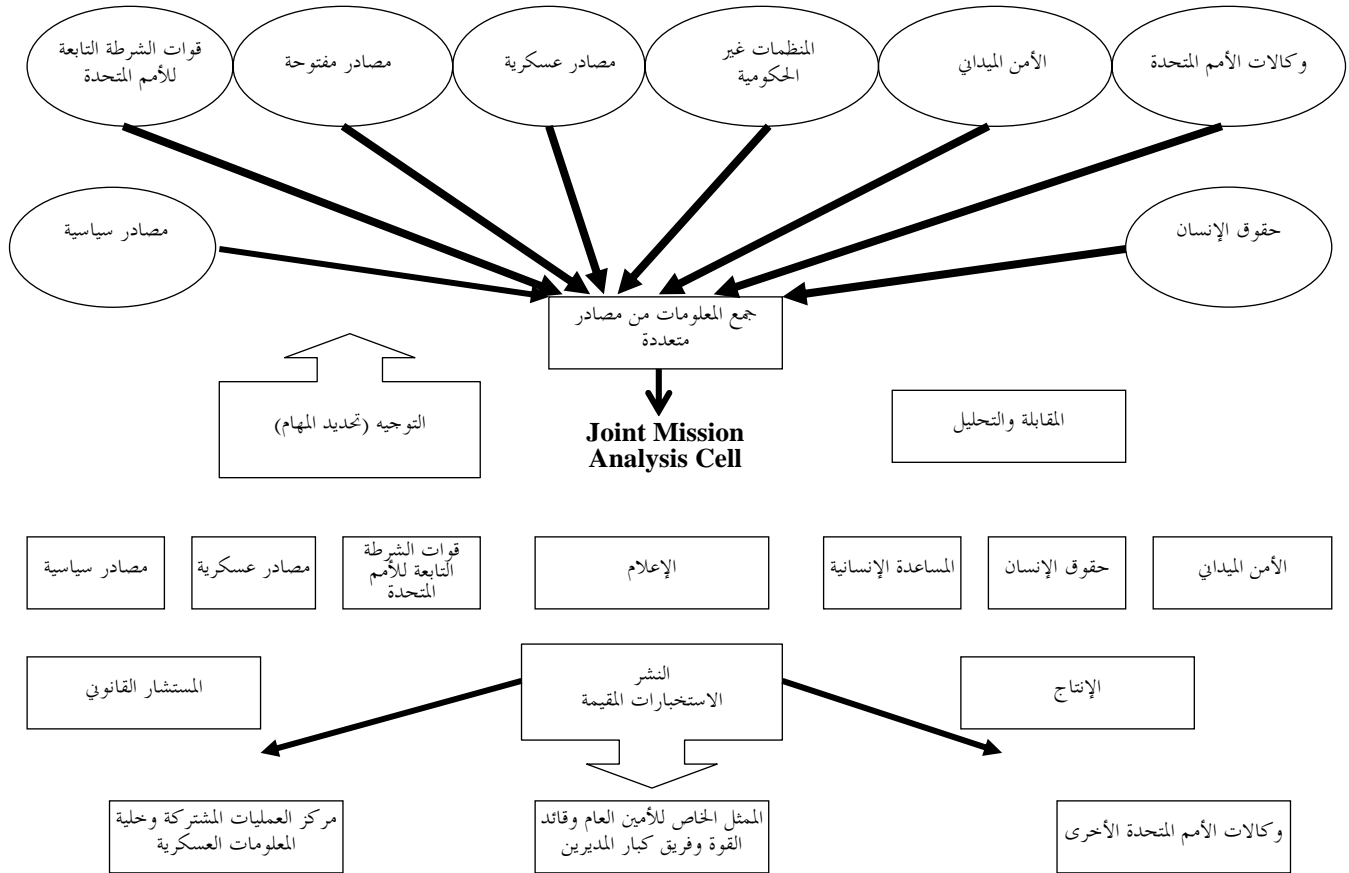 وكالات الأمم المتحدة
الأمن الميداني
المنظمات غير
الحكومية
مصادر عسكرية
مصادر مفتوحة
قوات الشرطة التابعة
للأمم المتحدة
حقوق الإنسان
مصادر سياسية
جمع المعلومات من مصادر
متعددة
المقابلة والتحليل
التوجيه (تحديد المهام)
Joint Mission
Analysis Cell
الأمن الميداني
حقوق الإنسان
المساعدة الإنسانية
الإعلام
قوات الشرطة
التابعة للأمم
المتحدة
مصادر عسكرية
مصادر سياسية
الإنتاج
النشر
الاستخبارات المقيمة
المستشار القانوني
وكالات الأمم المتحدة الأخرى
الممثل الخاص للأمين العام وقائد
القوة وفريق كبار المديرين
مركز العمليات المشتركة وخلية
المعلومات العسكرية